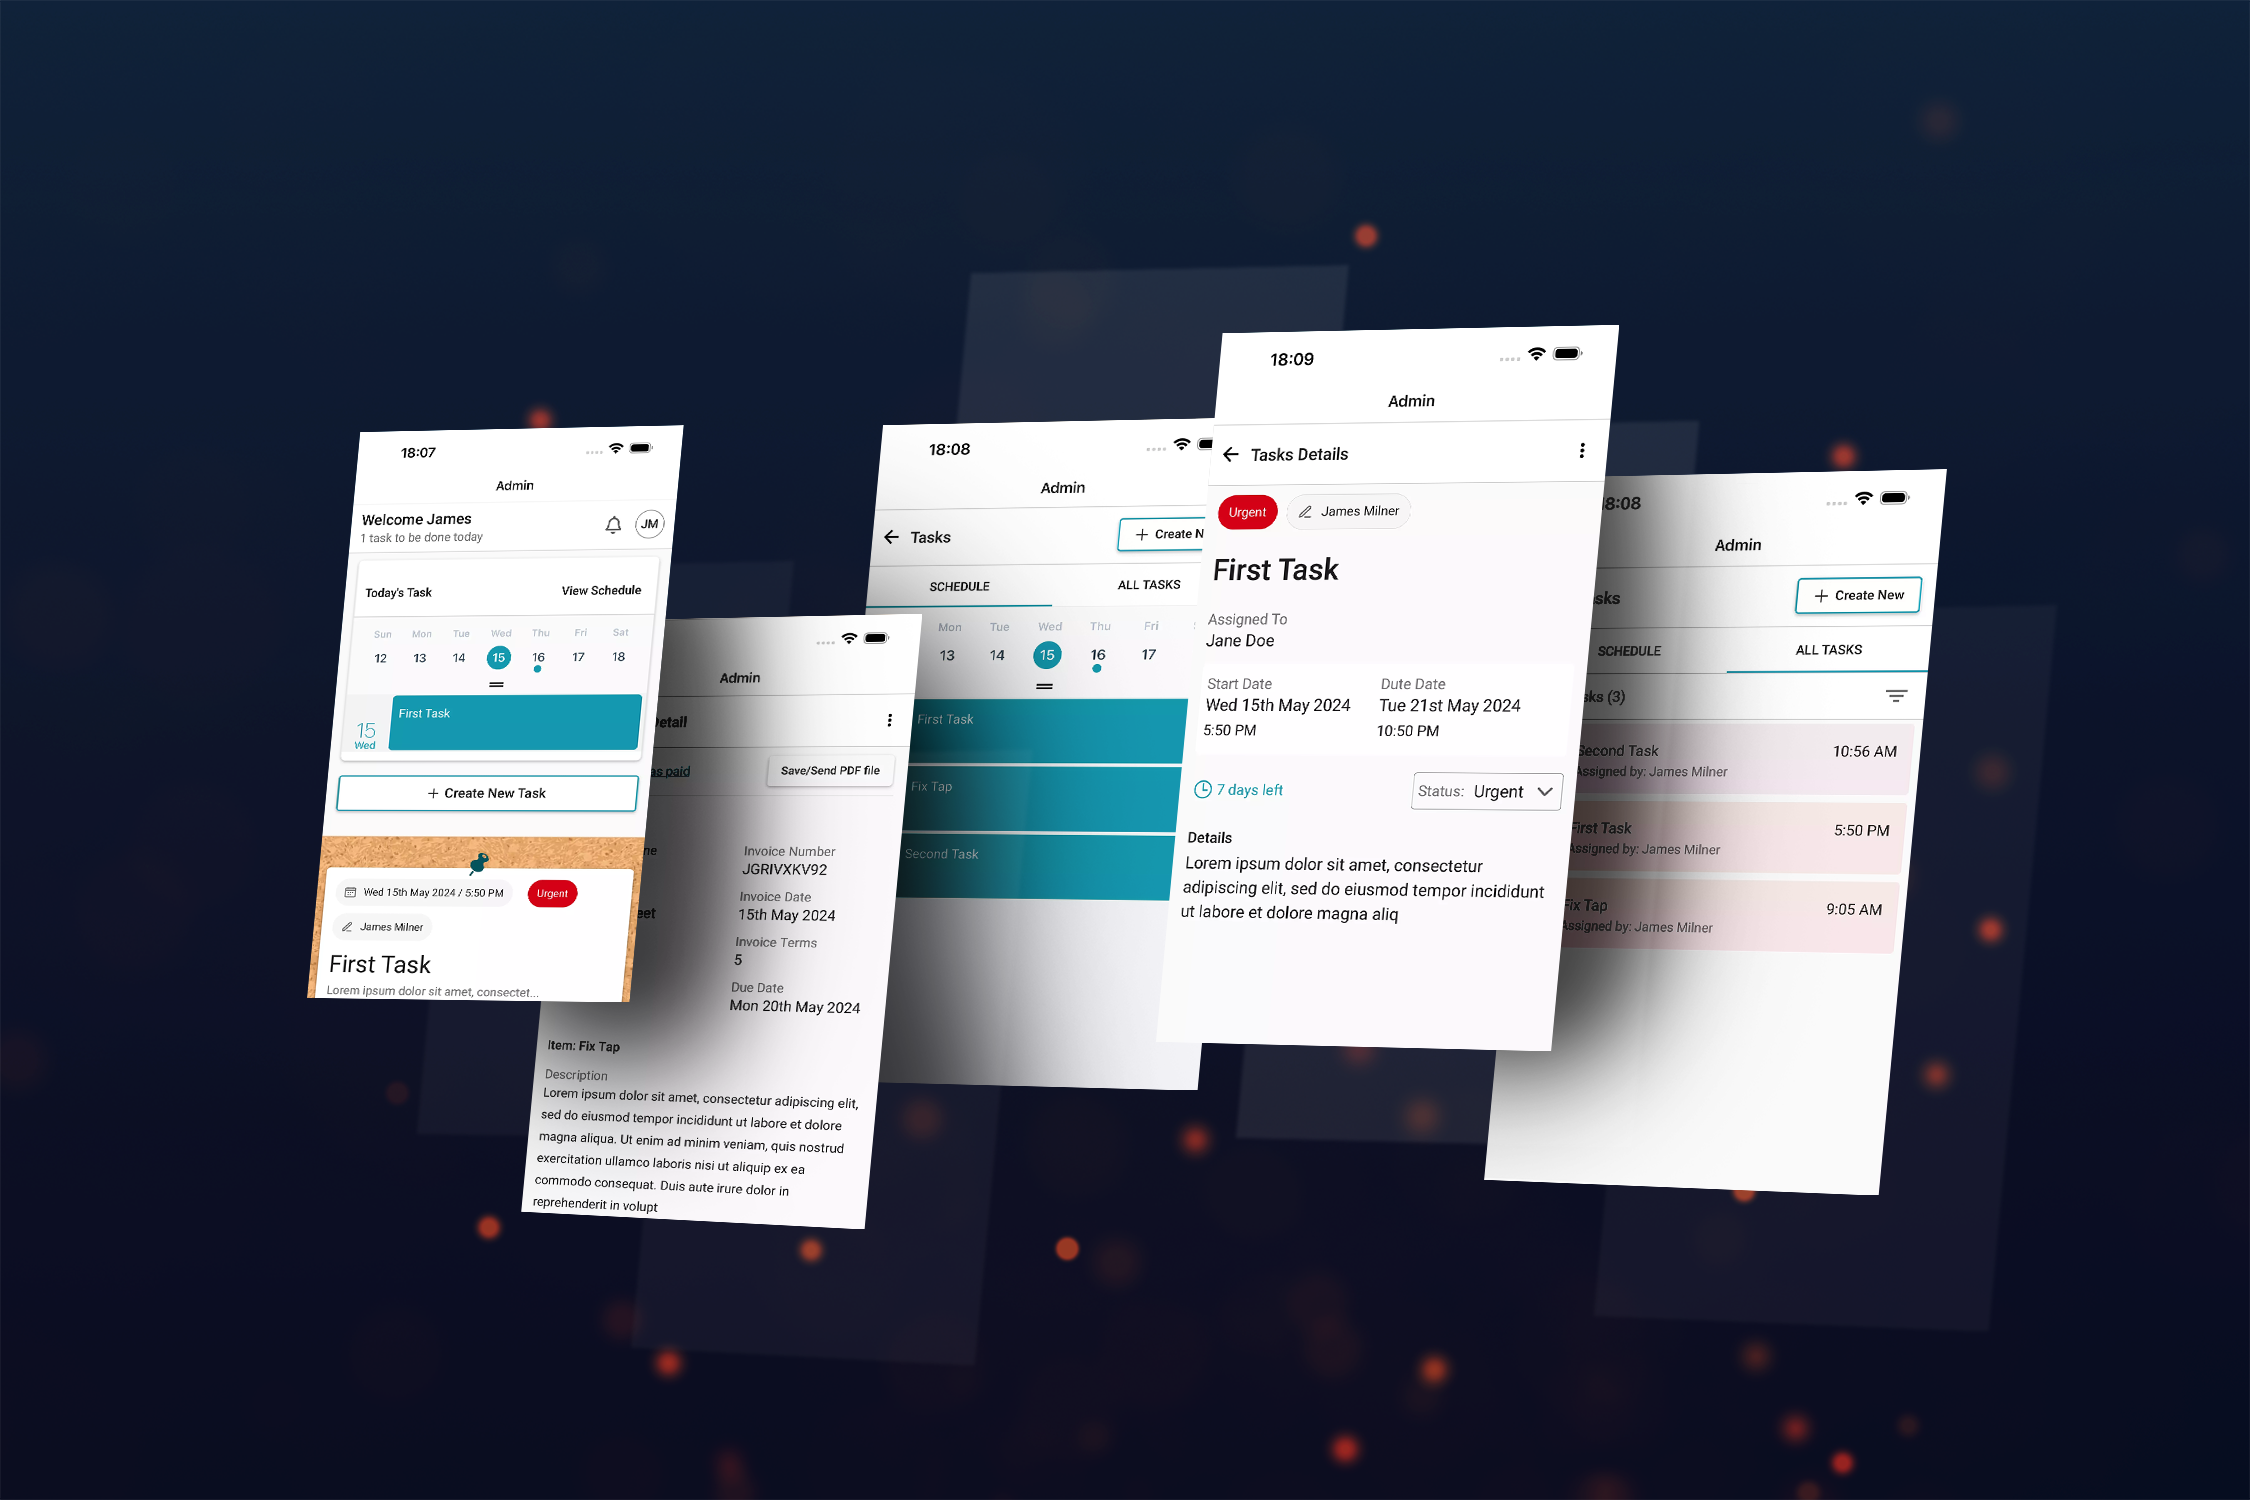 18:07
Admin
Welcome James
1 task to be done today
JM
Today's Task
View Schedule
Sun Mon Tue Wed Thu Fri Sat
12 13 14 15 16 17 18
First Task
15
Wed
+ Create New Task
Wed 15th May 2024 / 5:50 PM
Urgent
James Milner
First Task
Lorem ipsum dolor sit amet, consectet...
Admin
Save/Send PDF file
as paid
Invoice Number
JGRIVXKV92
Invoice Date
15th May 2024
Invoice Terms
5
Due Date
Mon 20th May 2024
Item: Fix Tap
Description
Lorem ipsum dolor sit amet, consectetur adipiscing elit,
sed do eiusmod tempor incididunt ut labore et dolore
magna aliqua. Ut enim ad minim veniam, quis nostrud
exercitation ullamco laboris nisi ut aliquip ex ea
commodo consequat. Duis aute irure dolor in
reprehenderit in volupt
18:08
Admin
Tasks
+ Create N
SCHEDULE
ALL TASKS
Mon Tue Wed Thu Fri
13 14 15 16 17
First Task
Fix Tap
Second Task
18:09
Admin
Tasks Details
Urgent
James Milner
First Task
Assigned To
Jane Doe
Start Date
Wed 15th May 2024
5:50 PM
Dute Date
Tue 21st May 2024
10:50 PM
7 days left
Status: Urgent
Details
Lorem ipsum dolor sit amet, consectetur
adipiscing elit, sed do eiusmod tempor incididunt
ut labore et dolore magna aliq
8:08
Admin
sks
+ Create New
SCHEDULE
ALL TASKS
sks (3)
Second Task
10:56 AM
Assigned by: James Milner
First Task
5:50 PM
Assigned by: James Milner
Fix Tap
9:05 AM
Assigned by: James Milner